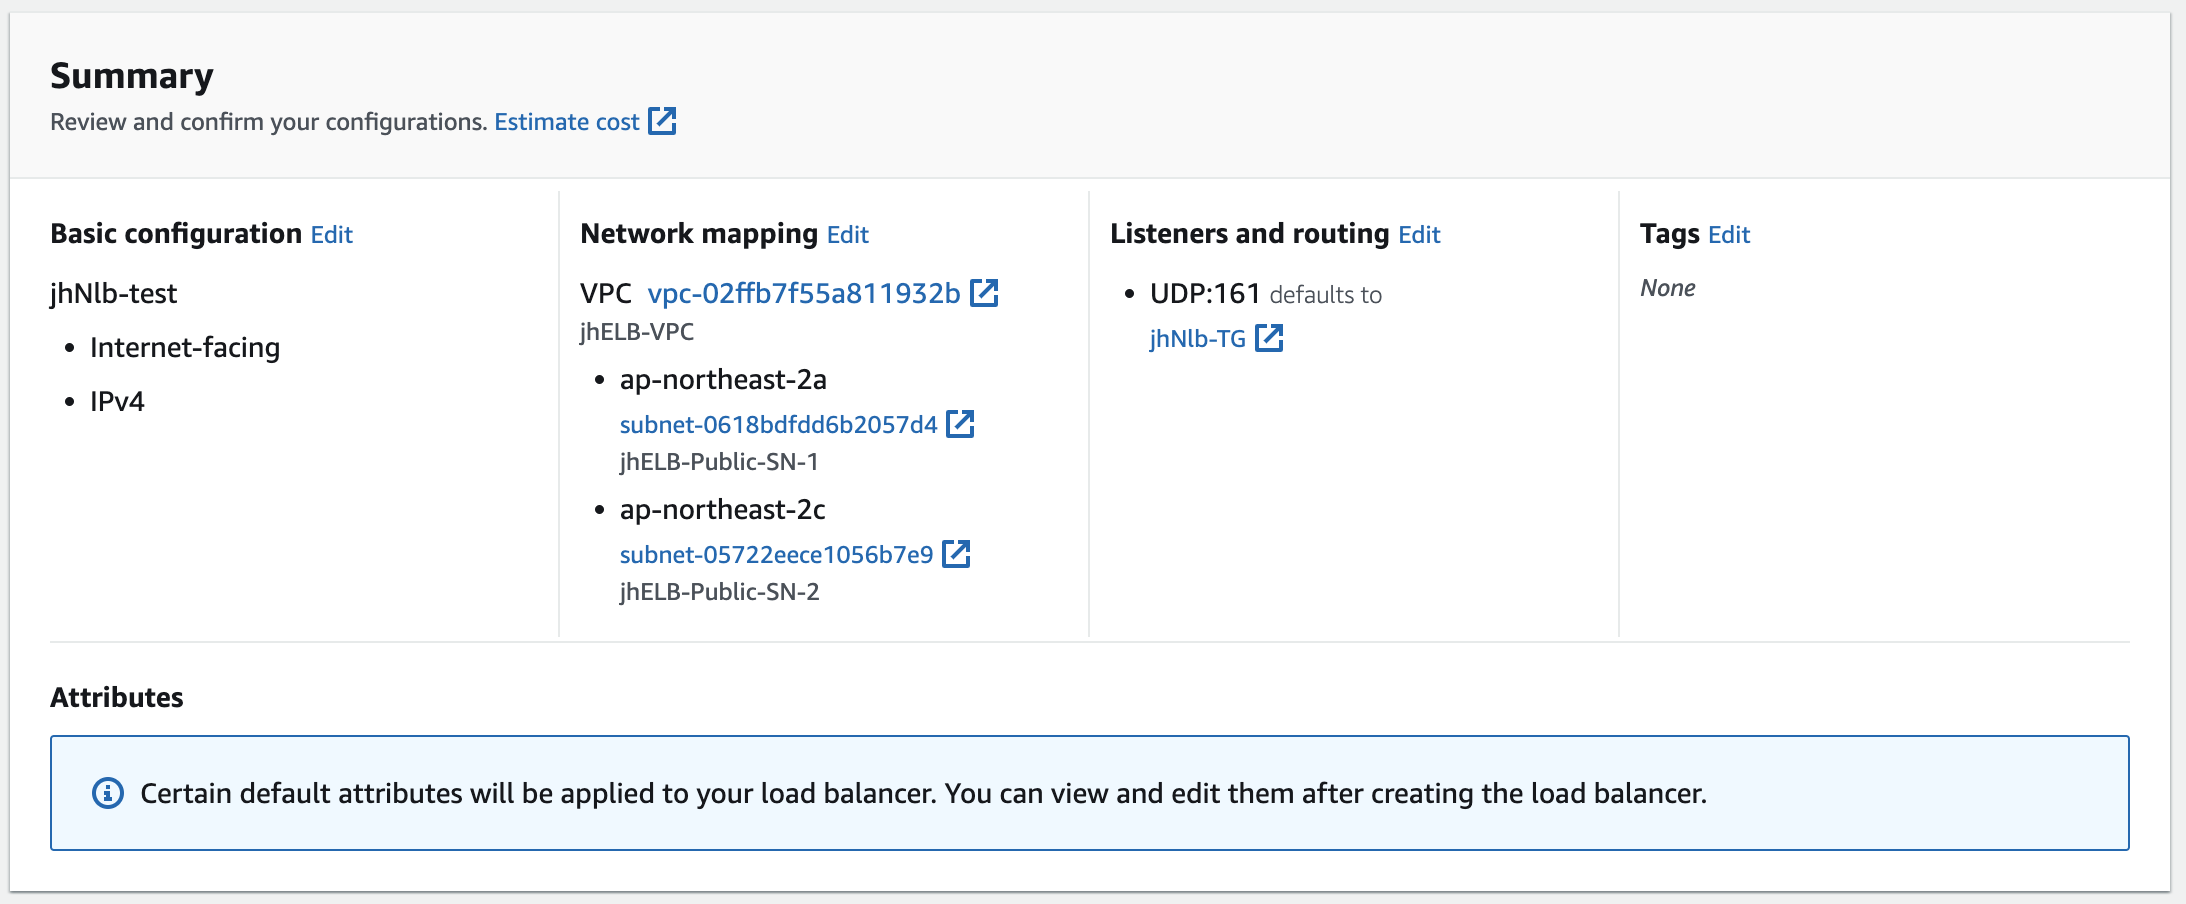 Summary
Review and confirm your configurations. Estimate cost
Basic configuration Edit
jhNlb-test
• Internet-facing
• IPv4
Network mapping Edit
VPC vpc-02ffb7f55a811932b
jhELB-VPC
• ap-northeast-2a
subnet-0618bdfdd6b2057d4
jhELB-Public-SN-1
• ap-northeast-2c
subnet-05722eece1056b7e9
jhELB-Public-SN-2
Listeners and routing Edit
• UDP:161 defaults to
jhNlb-TG
Tags Edit
None
Attributes
Certain default attributes will be applied to your load balancer. You can view and edit them after creating the load balancer.